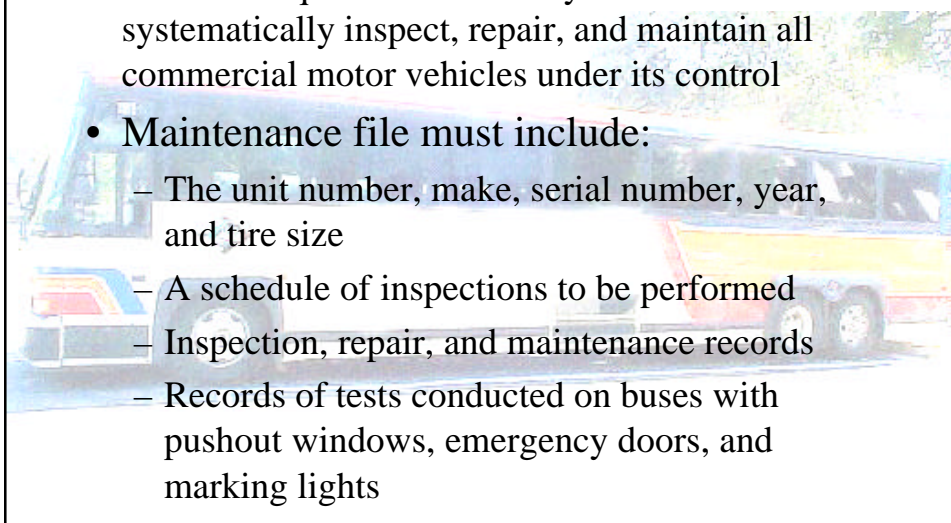 systematically inspect, repair, and maintain all
commercial motor vehicles under its control
• Maintenance file must include:
– The unit number, make, serial number, year,
and tire size
– A schedule of inspections to be performed
– Inspection, repair, and maintenance records
– Records of tests conducted on buses with
pushout windows, emergency doors, and
marking lights